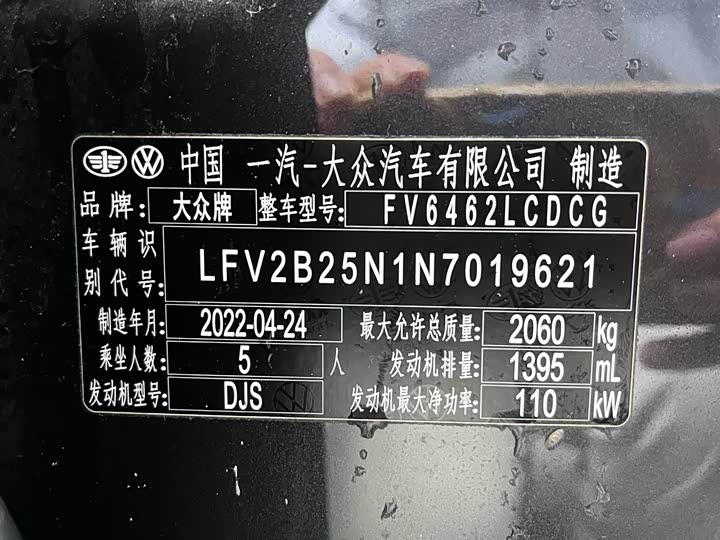 中国 一汽-大众汽车有限公司 制造
品牌: 大众牌 整车型号: FV6462LCDCG
车辆识别代号: LFV2B25N1N7019621
制造年月: 2022-04-24 最大允许总质量: 2060 kg
乘坐人数: 5 人 发动机排量: 1395 mL
发动机型号: DJS 发动机最大净功率: 110 kW